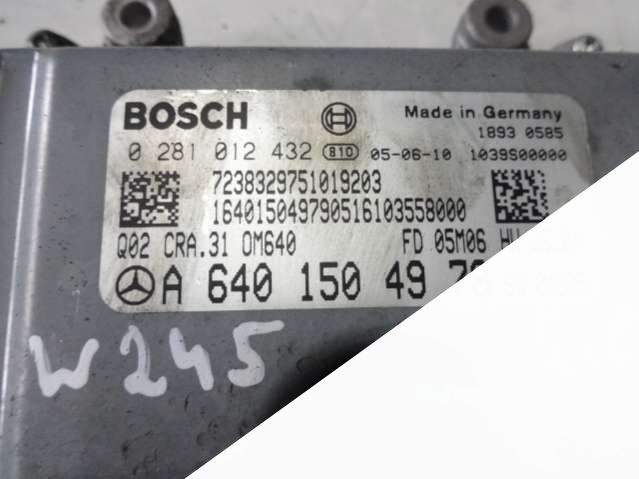 BOSCH
Made in Germany
1893 0585
0 281 012 432 810 05-06-10 1039S00000
7238329751019203
164015049790516103558000
Q02 CRA.31 OM640 FD 05M06
A 640 150 49
W245